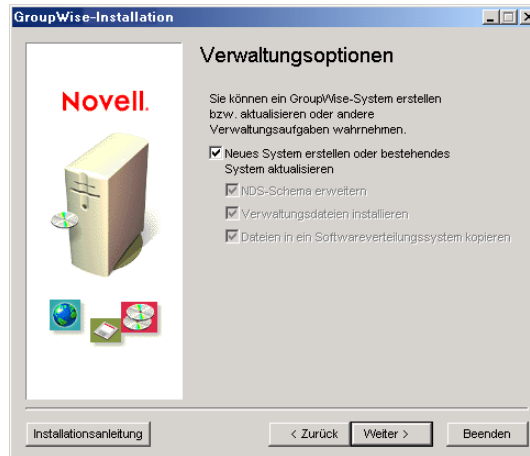 GroupWise-Installation
Verwaltungsoptionen
Novell.
Sie können ein GroupWise-System erstellen
bzw. aktualisieren oder andere
Verwaltungsaufgaben wahrnehmen.
Neues System erstellen oder bestehendes
System aktualisieren
NDS-Schema erweitern
Verwaltungsdateien installieren
Dateien in ein Softwareverteilungssystem kopieren
Installationsanleitung
< Zurück
Weiter >
Beenden